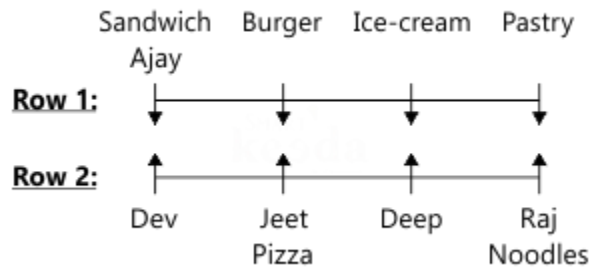 Sandwich Burger Ice-cream Pastry
Ajay
Row 1:
Row 2:
Dev Jeet Deep Raj
Pizza Noodles